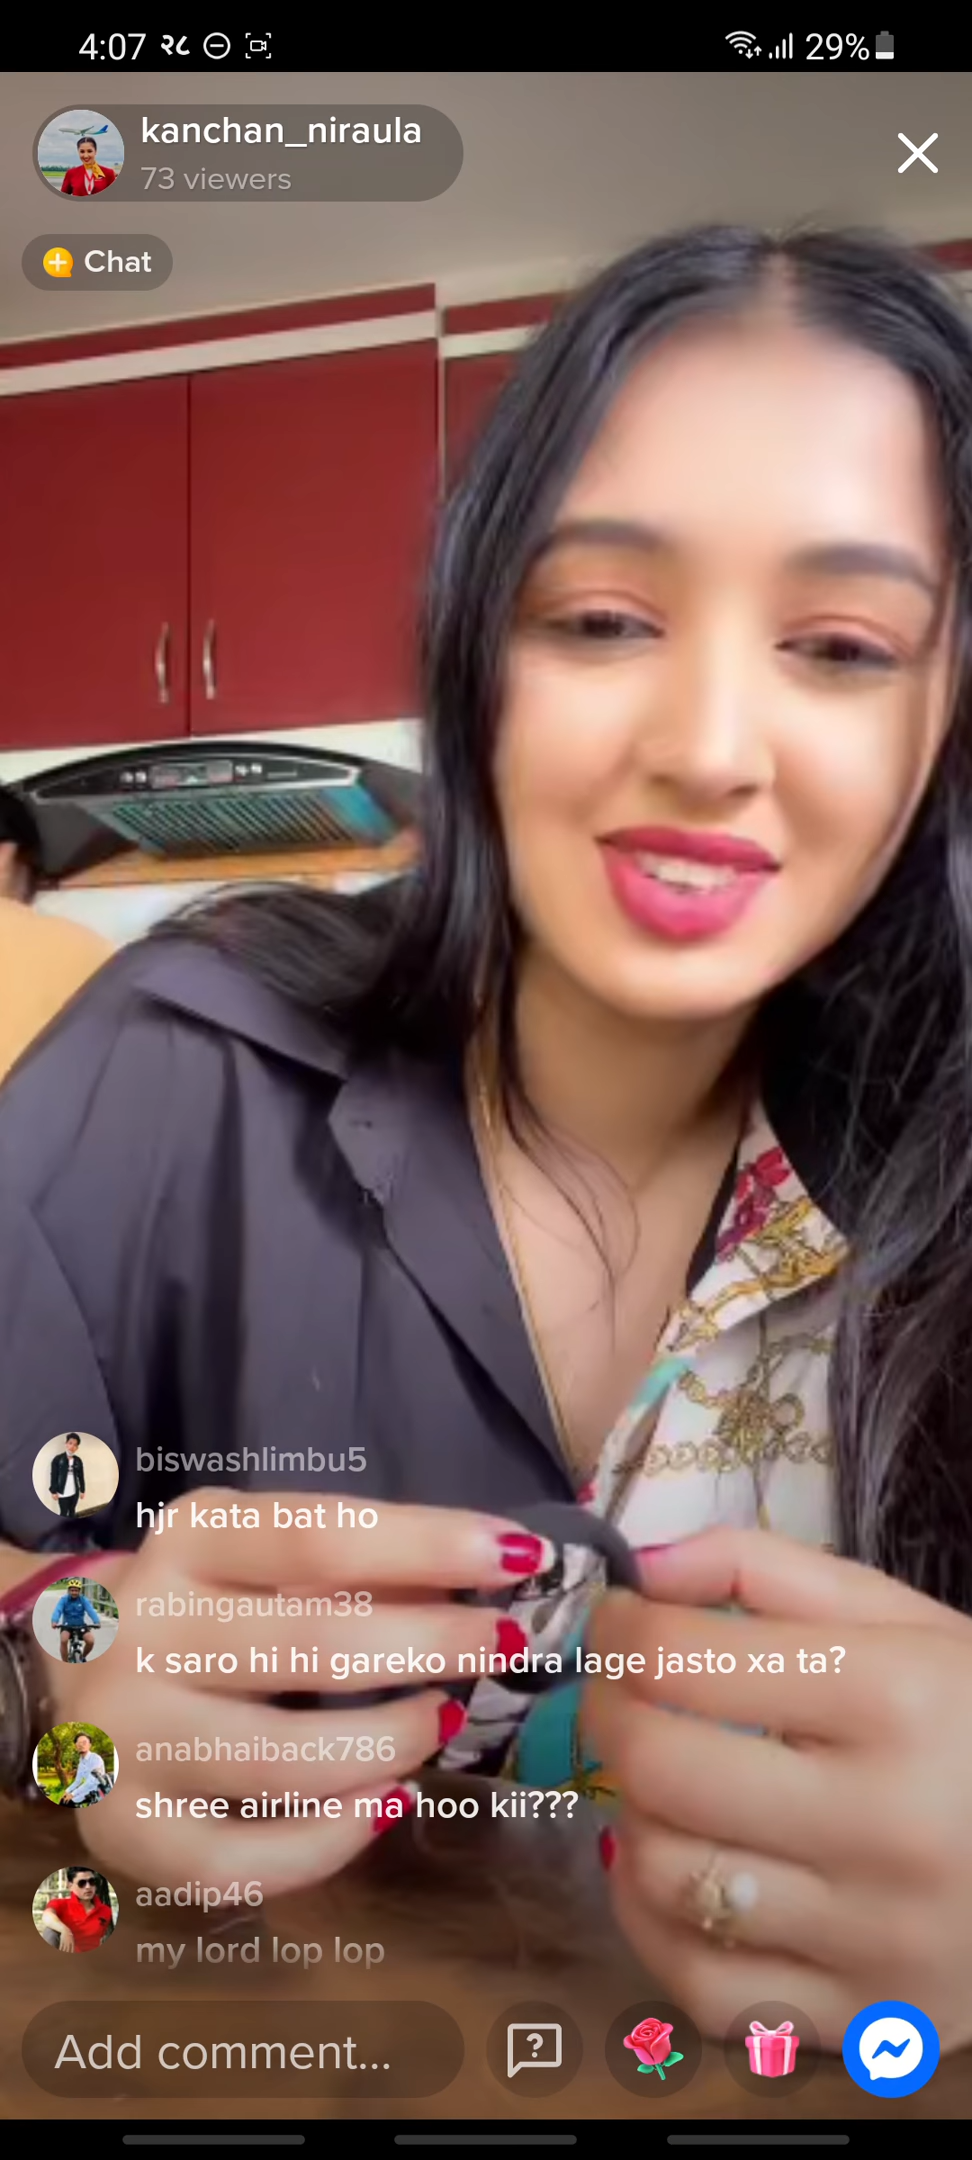 4:07 २८ 29%
kanchan_niraula
73 viewers
Chat
biswashlimbu5
hjr kata bat ho
rabingautam38
k saro hi hi gareko nindra lage jasto xa ta?
anabhaiback786
shree airline ma hoo kii???
aadip46
my lord lop lop
Add comment...